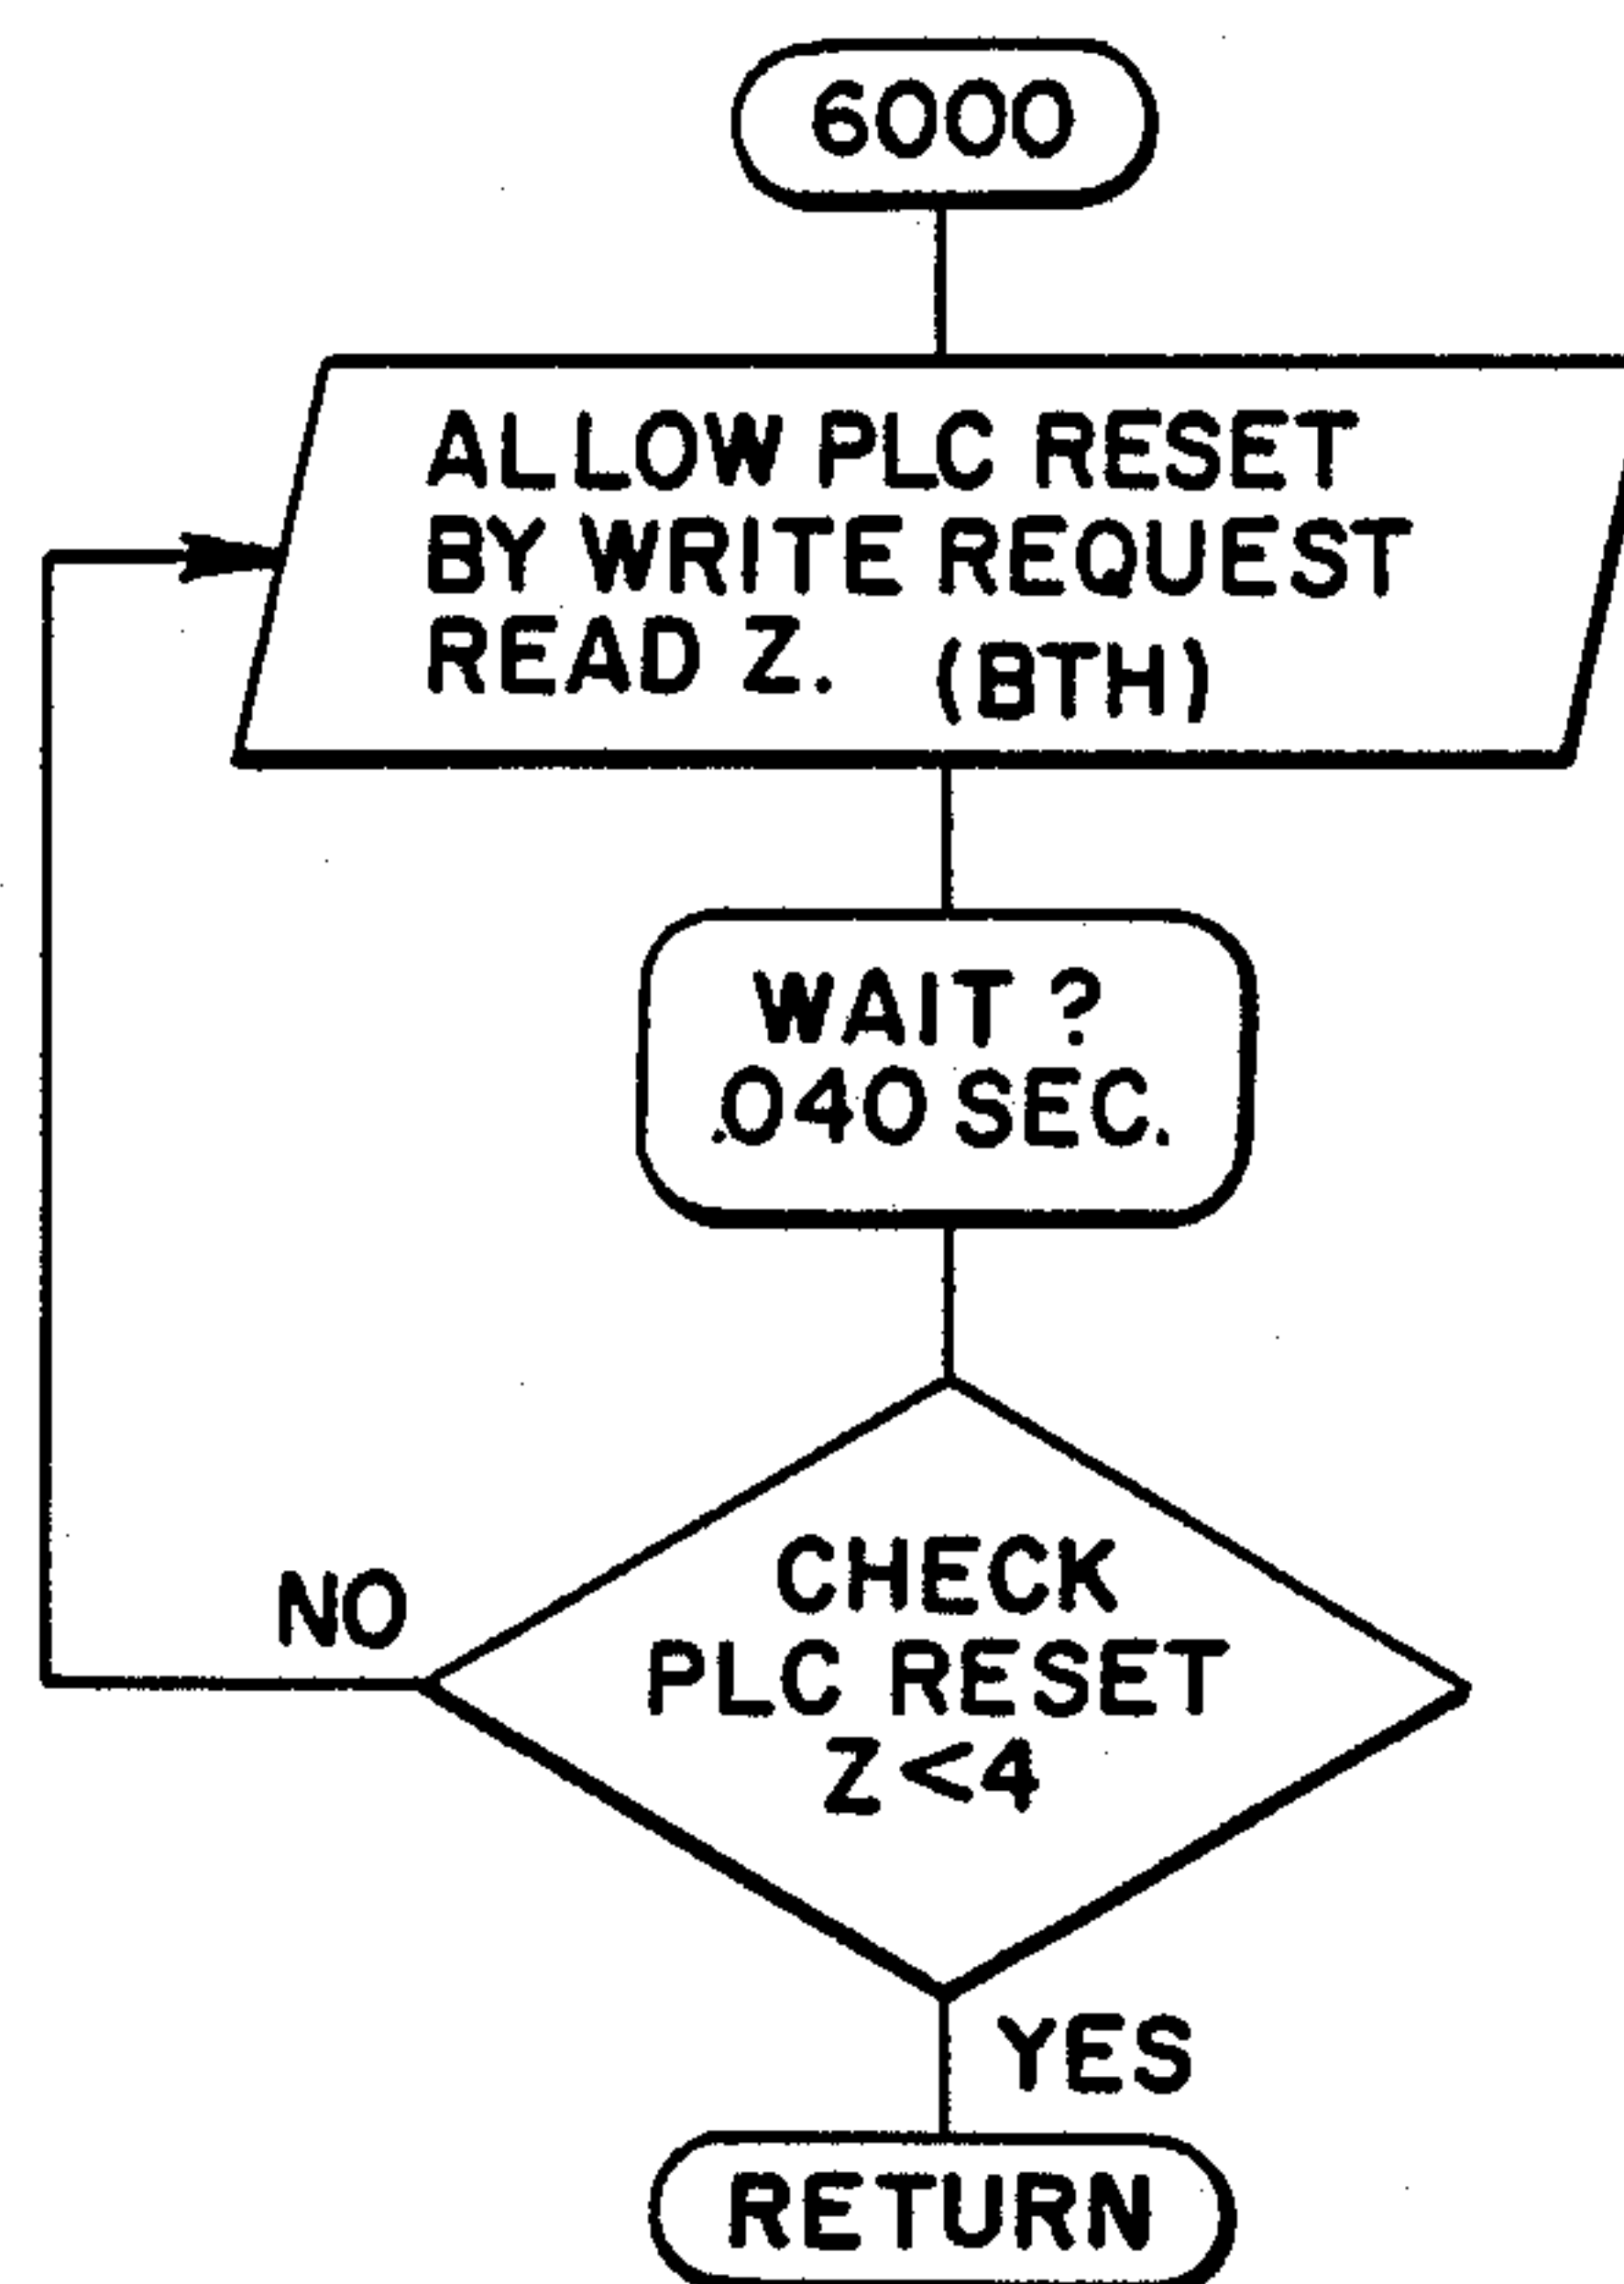 6000
ALLOW PLC RESET
BY WRITE REQUEST
READ Z. (BTH)
WAIT ?
.040 SEC.
CHECK
PLC RESET
Z<4
NO
YES
RETURN